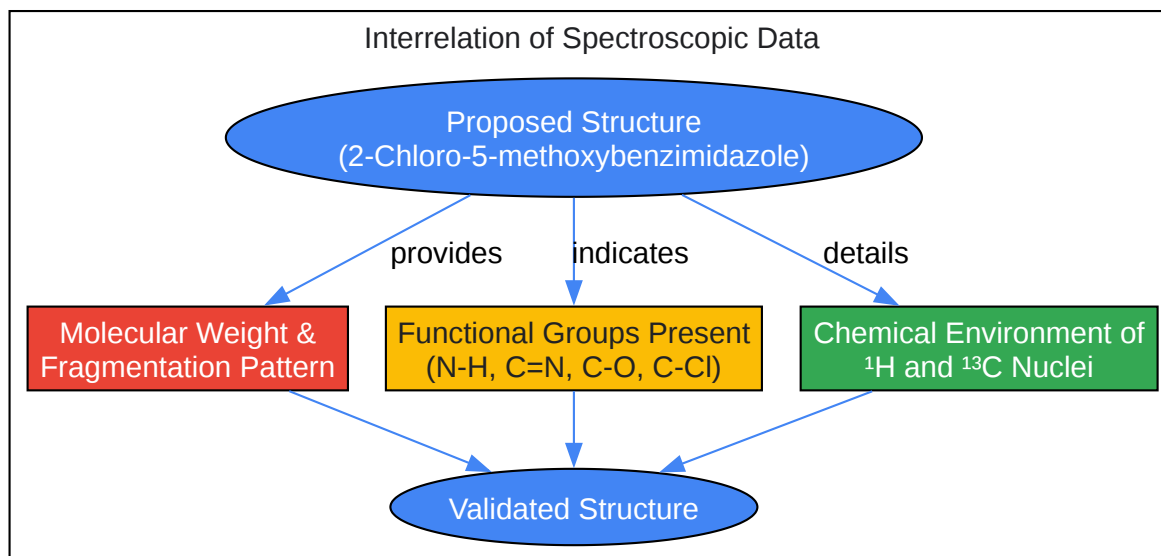 Interrelation of Spectroscopic Data
Proposed Structure
(2-Chloro-5-methoxybenzimidazole)
provides
indicates
details
Molecular Weight &
Fragmentation Pattern
Functional Groups Present
(N-H, C=N, C-O, C-Cl)
Chemical Environment of
¹H and ¹³C Nuclei
Validated Structure